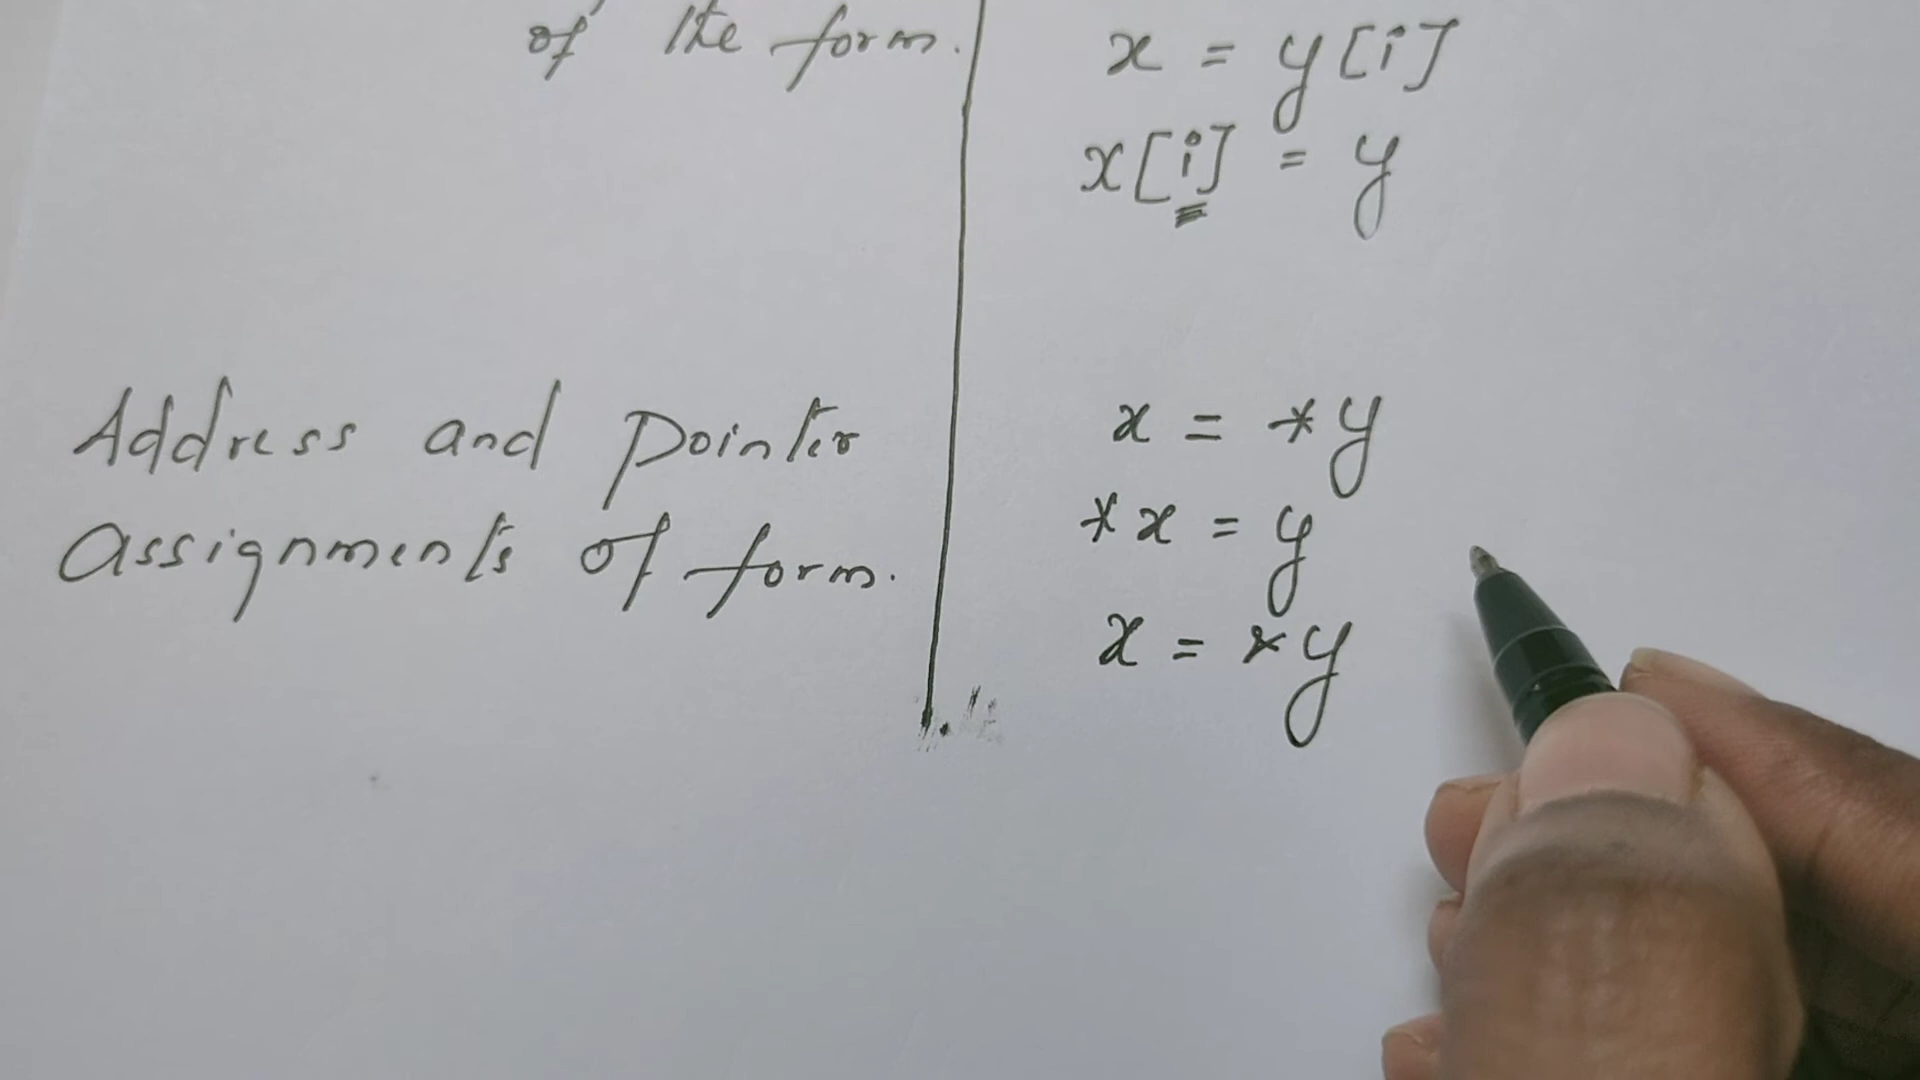 of the form. x = y[i]
x[i] = y
Address and pointer x = *y
assignments of form. *x = y
x = *y